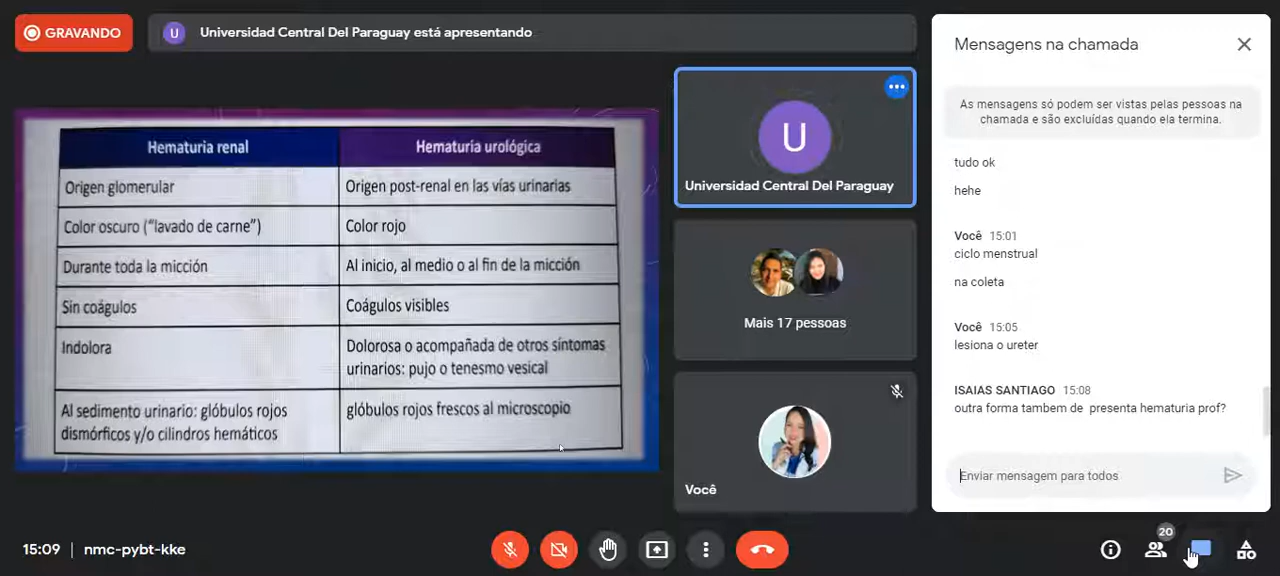 GRAVANDO
U
Universidad Central Del Paraguay está apresentando
Hematuria renal
Hematuria urológica
Origen glomerular
Origen post-renal en las vías urinarias
Color oscuro (“lavado de carne”)
Color rojo
Durante toda la micción
Al inicio, al medio o al fin de la micción
Sin coágulos
Coágulos visibles
Indolora
Dolorosa o acompañada de otros síntomas
urinarios: pujo o tenesmo vesical
Al sedimento urinario: glóbulos rojos
dismórficos y/o cilindros hemáticos
glóbulos rojos frescos al microscopio
U
Universidad Central Del Paraguay
Mais 17 pessoas
Você
Mensagens na chamada
As mensagens só podem ser vistas pelas pessoas na
chamada e são excluídas quando ela termina.
tudo ok
hehe
Você 15:01
ciclo menstrual
na coleta
Você 15:05
lesiona o ureter
ISAIAS SANTIAGO 15:08
outra forma tambem de presenta hematuria prof?
Enviar mensagem para todos
15:09 | nmc-pybt-kke
20